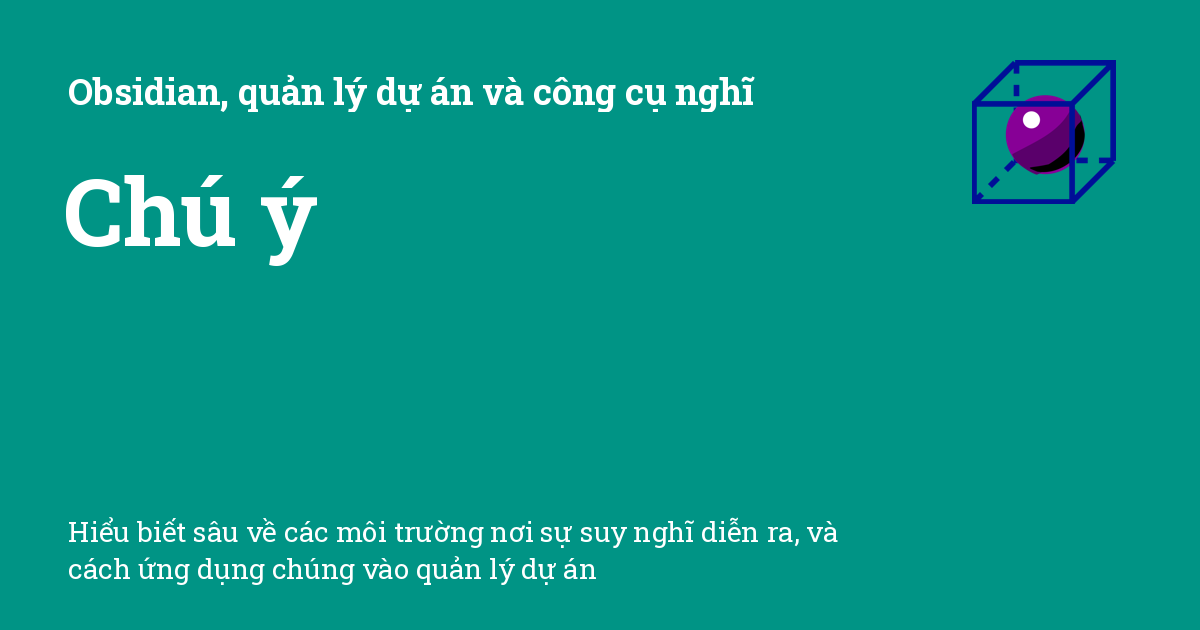 Obsidian, quản lý dự án và công cụ nghĩ
Chú ý
Hiểu biết sâu về các môi trường nơi sự suy nghĩ diễn ra, và
cách ứng dụng chúng vào quản lý dự án